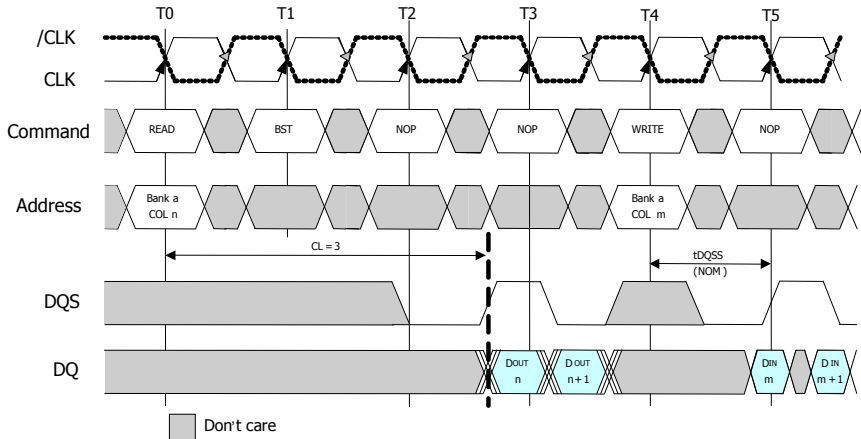 T0 T1 T2 T3 T4 T5
/CLK
CLK
Command READ BST NOP NOP WRITE NOP
Address Bank a COL n Bank a COL m
CL = 3
tDQSS
(NOM)
DQS
DQ DOUT n DOUT n+1 DIN m DIN m+1
Don't care